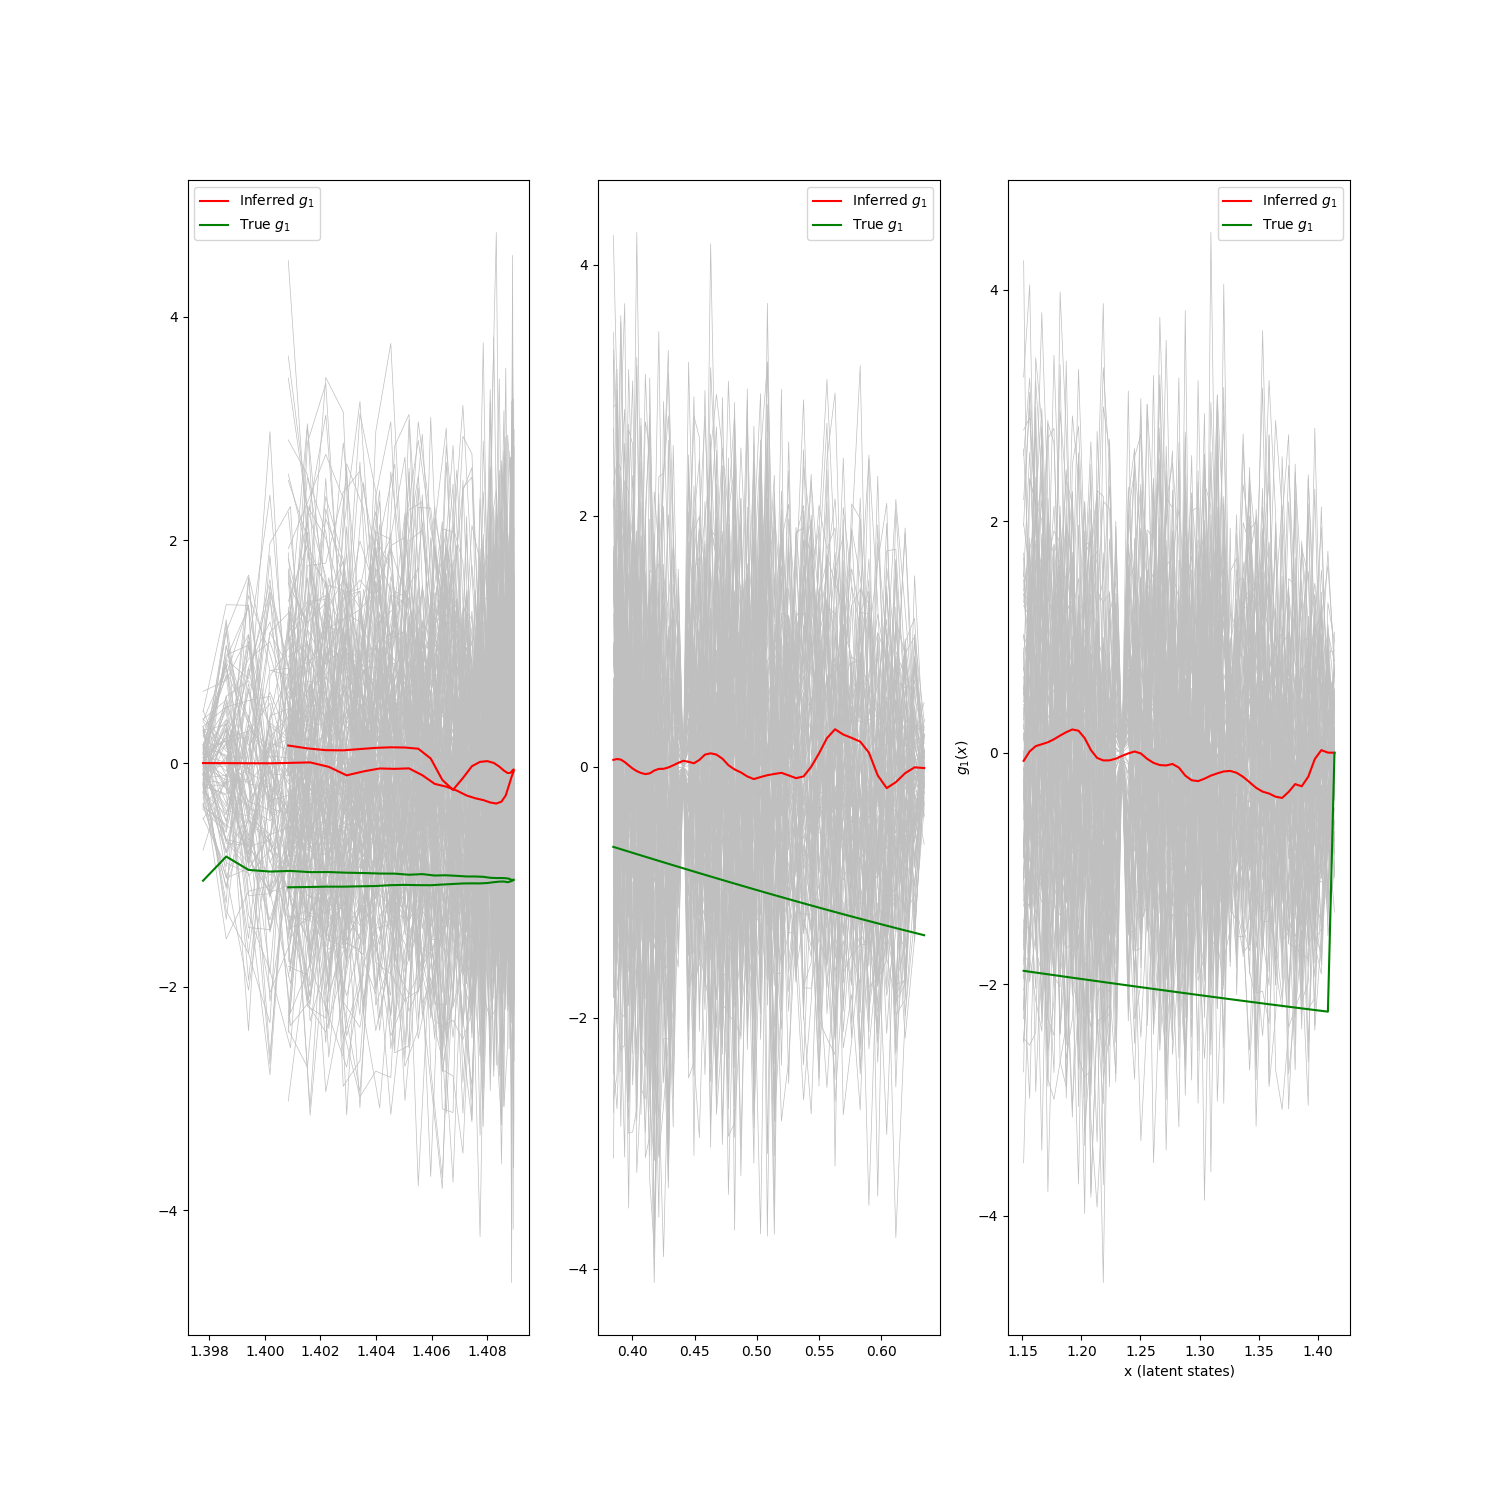 Inferred g₁
True g₁
4
2
0
−2
−4
1.398 1.400 1.402 1.404 1.406 1.408
Inferred g₁
True g₁
4
2
0
−2
−4
0.40 0.45 0.50 0.55 0.60
Inferred g₁
True g₁
g₁(x)
4
2
0
−2
−4
1.15 1.20 1.25 1.30 1.35 1.40
x (latent states)